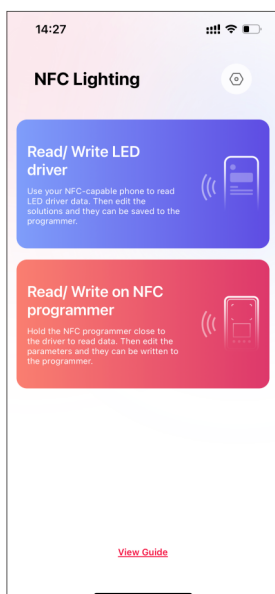 14:27
NFC Lighting
Read/ Write LED
driver
Use your NFC-capable phone to read
LED driver data. Then edit the
solutions and they can be saved to the
programmer.
Read/ Write on NFC
programmer
Hold the NFC programmer close to
the driver to read data. Then edit the
parameters and they can be written to
the programmer.
View Guide